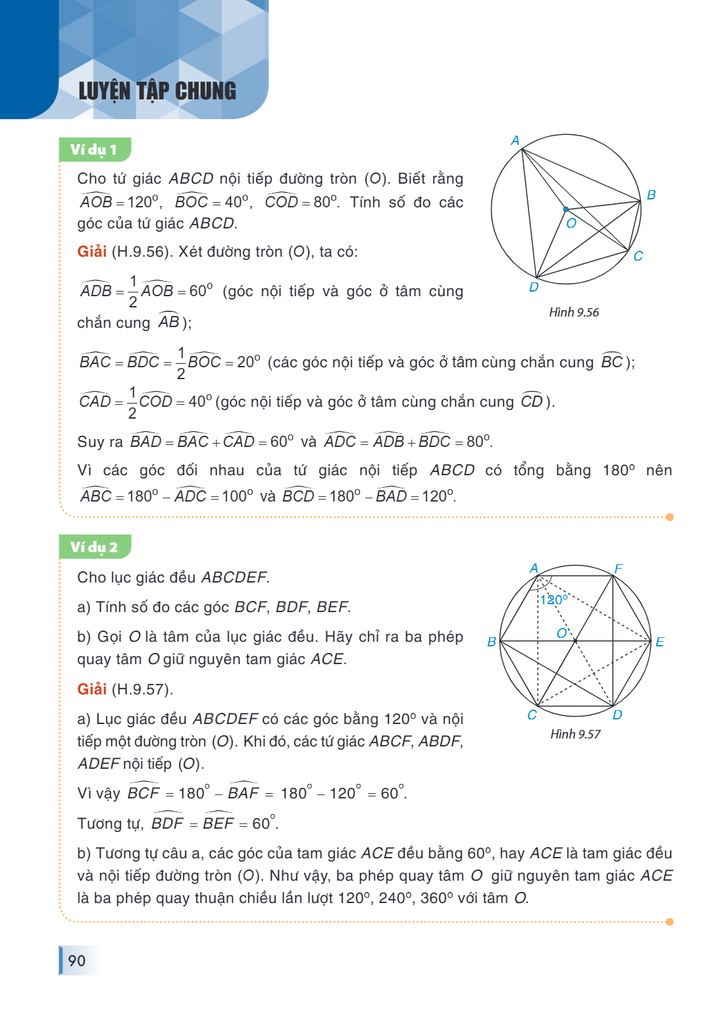 LUYỆN TẬP CHUNG
Ví dụ 1
Cho tứ giác ABCD nội tiếp đường tròn (O). Biết rằng
AOB = 120°, BOC = 40°, COD = 80°. Tính số đo các
góc của tứ giác ABCD.
Giải (H.9.56). Xét đường tròn (O), ta có:
ADB = 1/2 AOB = 60° (góc nội tiếp và góc ở tâm cùng
chắn cung AB);
A
B
O
C
D
Hình 9.56
BAC = BDC = 1/2 BOC = 20° (các góc nội tiếp và góc ở tâm cùng chắn cung BC);
CAD = 1/2 COD = 40° (góc nội tiếp và góc ở tâm cùng chắn cung CD).
Suy ra BAD = BAC + CAD = 60° và ADC = ADB + BDC = 80°.
Vì các góc đối nhau của tứ giác nội tiếp ABCD có tổng bằng 180° nên
ABC = 180° − ADC = 100° và BCD = 180° − BAD = 120°.
Ví dụ 2
Cho lục giác đều ABCDEF.
a) Tính số đo các góc BCF, BDF, BEF.
b) Gọi O là tâm của lục giác đều. Hãy chỉ ra ba phép
quay tâm O giữ nguyên tam giác ACE.
Giải (H.9.57).
a) Lục giác đều ABCDEF có các góc bằng 120° và nội
tiếp một đường tròn (O). Khi đó, các tứ giác ABCF, ABDF,
ADEF nội tiếp (O).
A
F
120°
B
O
E
C
D
Hình 9.57
Vì vậy BCF = 180° − BAF = 180° − 120° = 60°.
Tương tự, BDF = BEF = 60°.
b) Tương tự câu a, các góc của tam giác ACE đều bằng 60°, hay ACE là tam giác đều
và nội tiếp đường tròn (O). Như vậy, ba phép quay tâm O giữ nguyên tam giác ACE
là ba phép quay thuận chiều lần lượt 120°, 240°, 360° với tâm O.
90